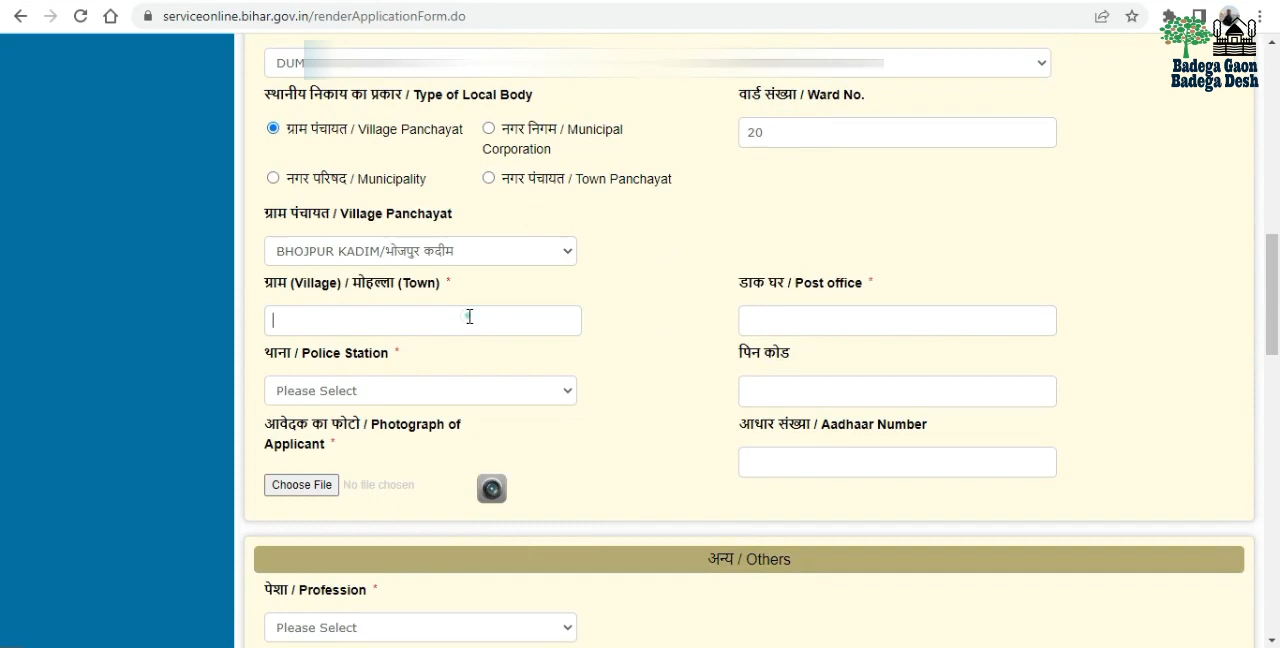 serviceonline.bihar.gov.in/renderApplicationForm.do
Badega Gaon
Badega Desh
DUM
स्थानीय निकाय का प्रकार / Type of Local Body
वार्ड संख्या / Ward No.
ग्राम पंचायत / Village Panchayat
नगर निगम / Municipal
Corporation
20
नगर परिषद / Municipality
नगर पंचायत / Town Panchayat
ग्राम पंचायत / Village Panchayat
BHOJPUR KADIM/भोजपुर कदीम
ग्राम (Village) / मोहल्ला (Town) *
डाक घर / Post office *
थाना / Police Station *
पिन कोड
Please Select
आवेदक का फोटो / Photograph of
Applicant *
आधार संख्या / Aadhaar Number
Choose File No file chosen
अन्य / Others
पेशा / Profession *
Please Select